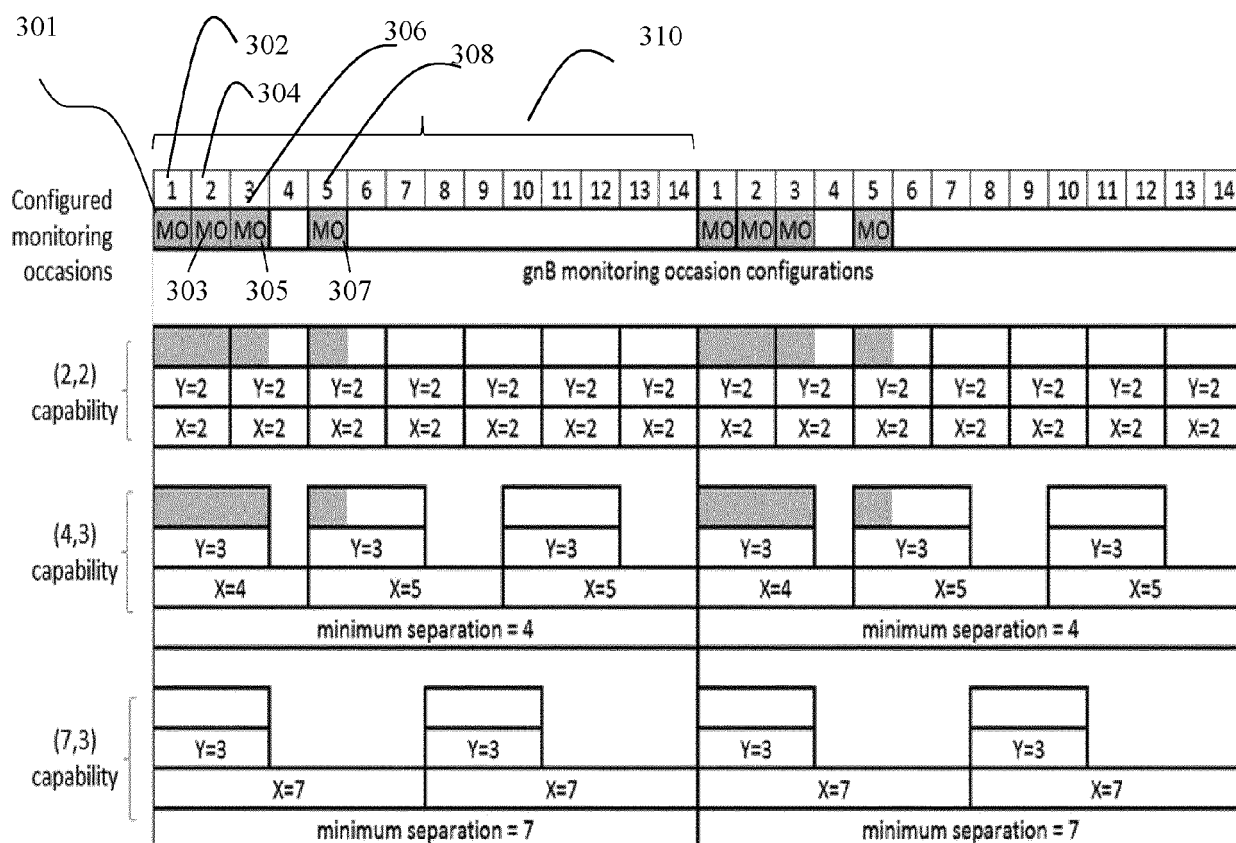 301
302
304
306
308
310
1 2 3 4 5 6 7 8 9 10 11 12 13 14 1 2 3 4 5 6 7 8 9 10 11 12 13 14
Configured
monitoring
occasions
MO MO MO MO MO MO MO MO
303 305 307
gnB monitoring occasion configurations
(2,2)
capability
Y=2 Y=2 Y=2 Y=2 Y=2 Y=2 Y=2 Y=2 Y=2 Y=2 Y=2 Y=2 Y=2 Y=2
X=2 X=2 X=2 X=2 X=2 X=2 X=2 X=2 X=2 X=2 X=2 X=2 X=2 X=2
(4,3)
capability
Y=3 Y=3 Y=3 Y=3 Y=3 Y=3
X=4 X=5 X=5 X=4 X=5 X=5
minimum separation = 4 minimum separation = 4
(7,3)
capability
Y=3 Y=3 Y=3 Y=3
X=7 X=7 X=7 X=7
minimum separation = 7 minimum separation = 7